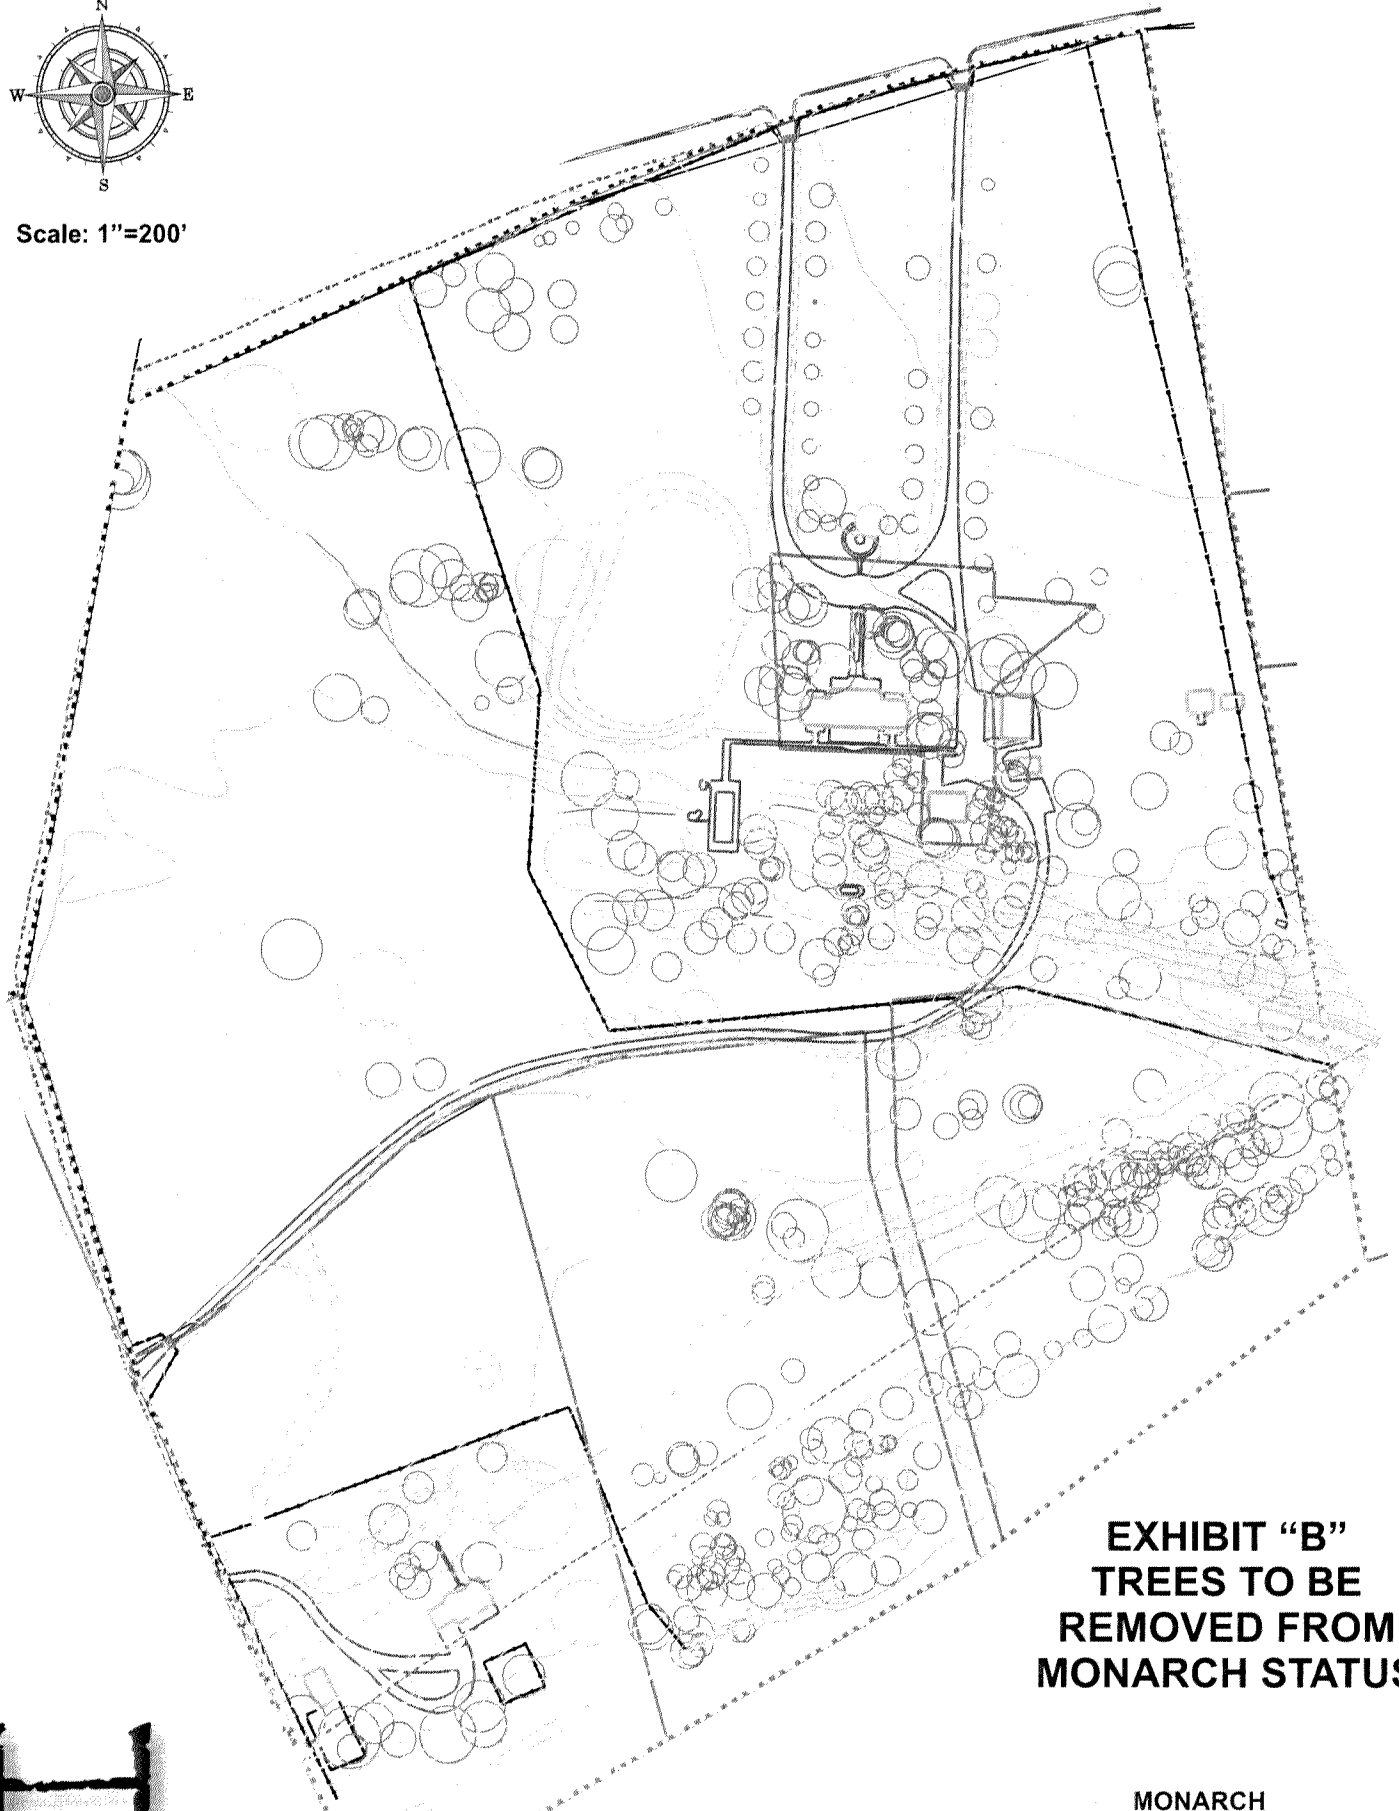 N
W E
S
Scale: 1”=200’
EXHIBIT “B”
TREES TO BE
REMOVED FROM
MONARCH STATUS
MONARCH